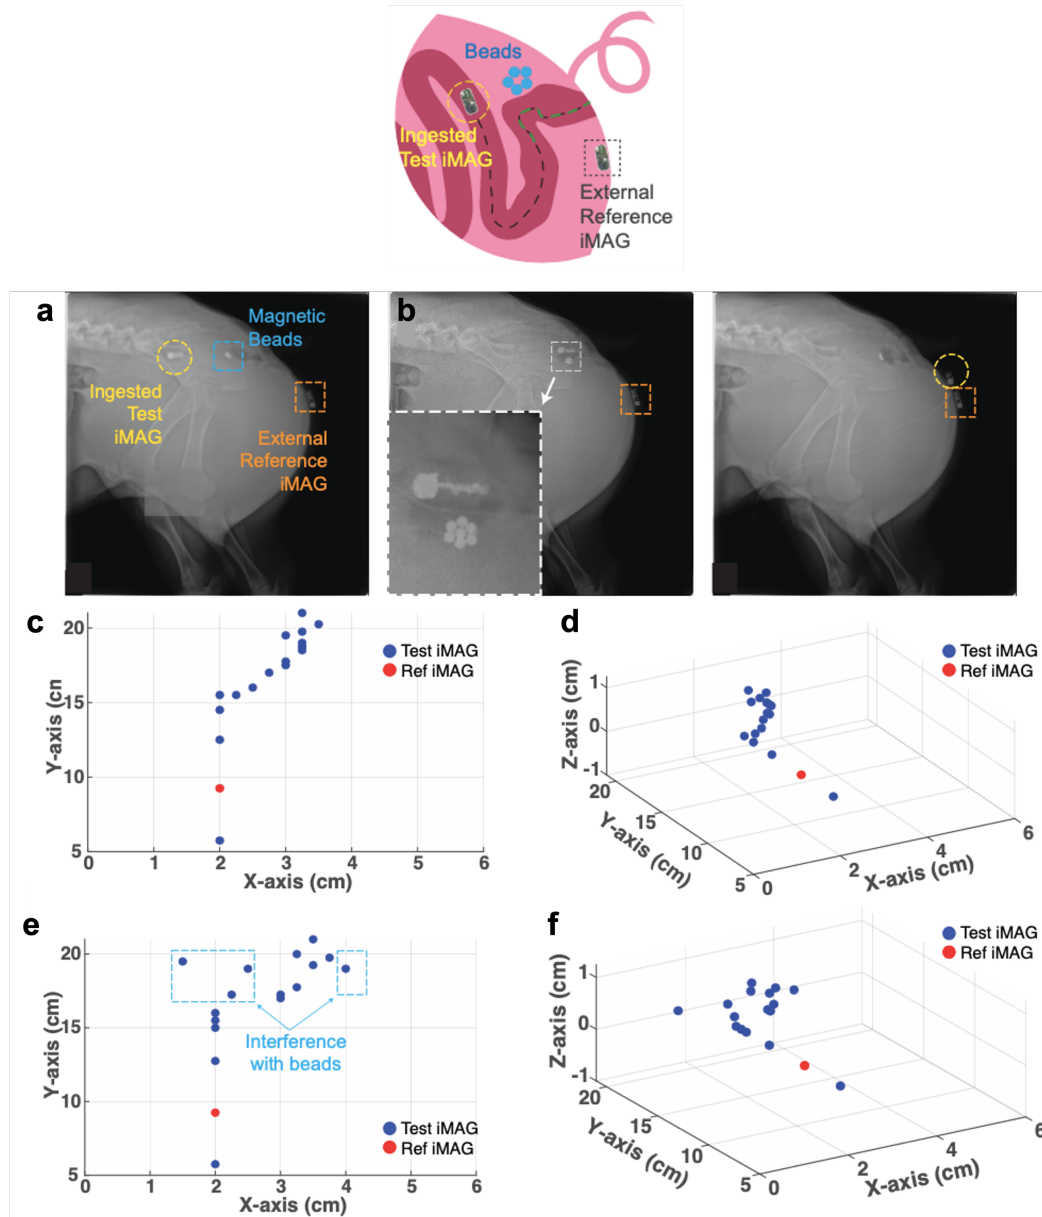 Beads
Ingested
Test iMAG
External
Reference
iMAG
a
Magnetic
Beads
Ingested
Test
iMAG
External
Reference
iMAG
b
c
20
15
10
5
Y-axis (cn
0
1
2
3
4
5
6
X-axis (cm)
Test iMAG
Ref iMAG
d
1
0
-1
Z-axis (cm)
20
15
10
5
Y-axis (cm)
0
2
4
6
X-axis (cm)
Test iMAG
Ref iMAG
e
20
15
10
5
Y-axis (cm)
Interference
with beads
0
1
2
3
4
5
6
X-axis (cm)
Test iMAG
Ref iMAG
f
1
0
-1
Z-axis (cm)
20
15
10
5
Y-axis (cm)
0
2
4
6
X-axis (cm)
Test iMAG
Ref iMAG